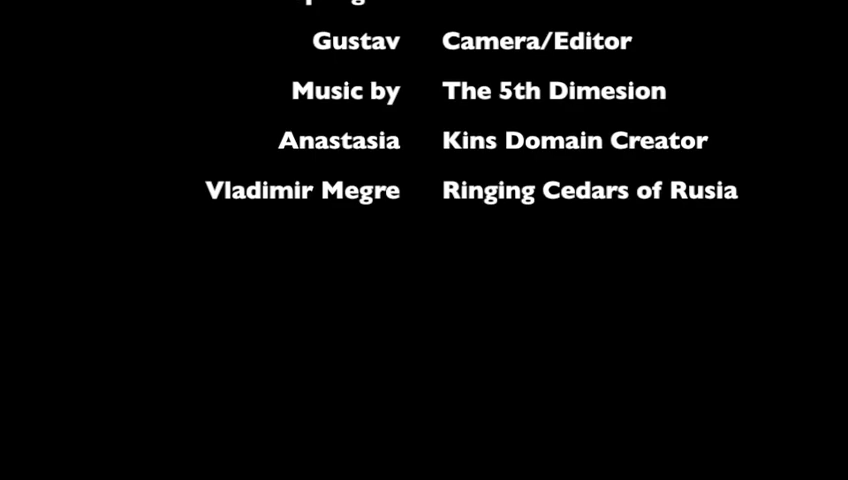 Gustav Camera/Editor
Music by The 5th Dimesion
Anastasia Kins Domain Creator
Vladimir Megre Ringing Cedars of Rusia